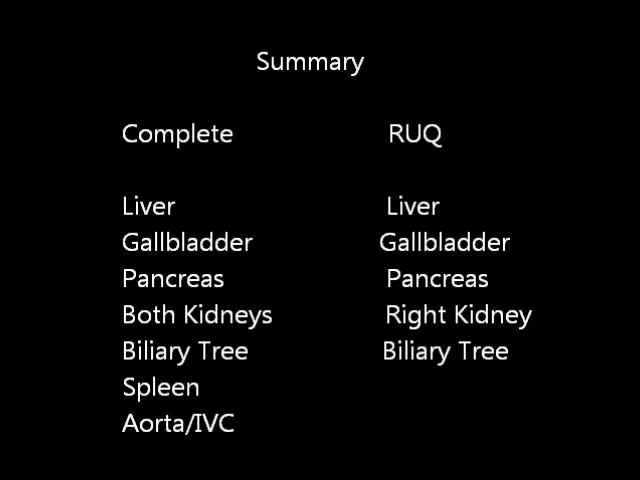 Summary
Complete RUQ
Liver Liver
Gallbladder Gallbladder
Pancreas Pancreas
Both Kidneys Right Kidney
Biliary Tree Biliary Tree
Spleen
Aorta/IVC